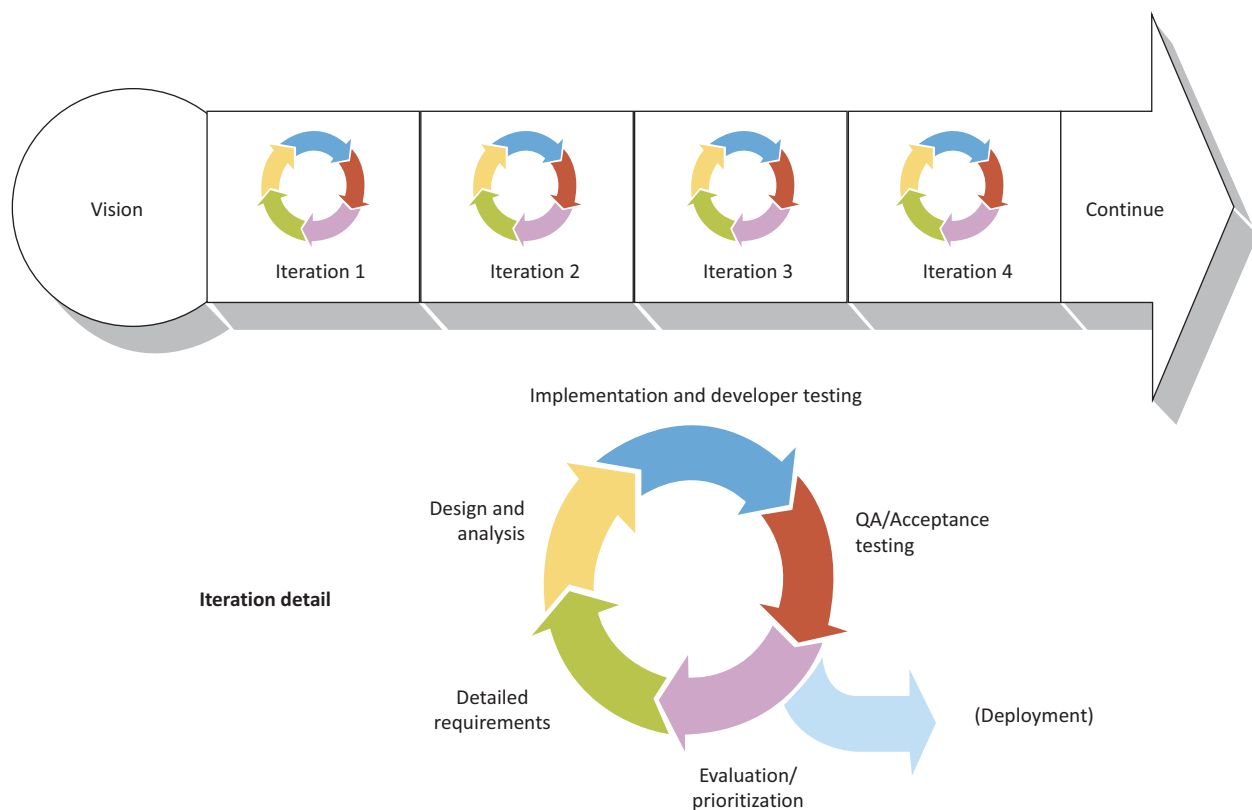 Vision
Iteration 1
Iteration 2
Iteration 3
Iteration 4
Continue
Implementation and developer testing
Design and
analysis
QA/Acceptance
testing
Iteration detail
Detailed
requirements
(Deployment)
Evaluation/
prioritization